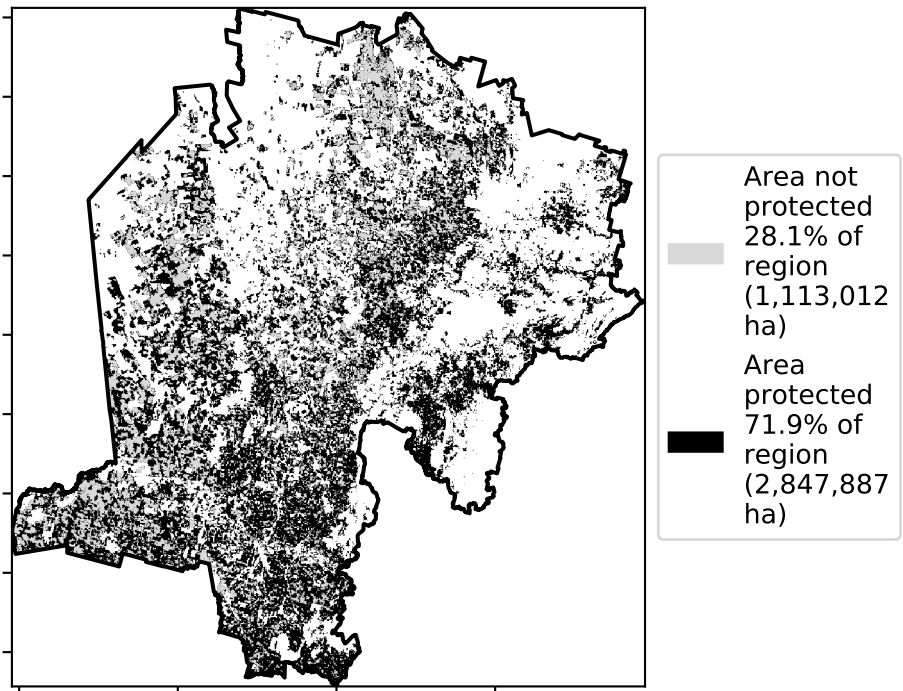 Area not
protected
28.1% of
region
(1,113,012
ha)
Area
protected
71.9% of
region
(2,847,887
ha)